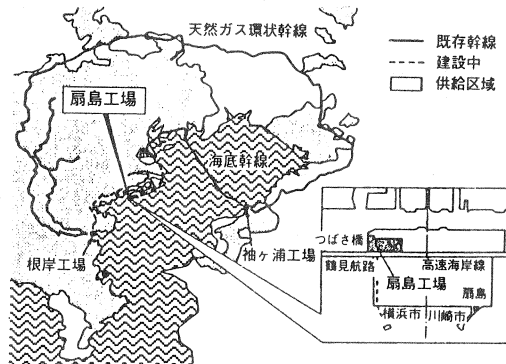 天然ガス環状幹線
既存幹線
建設中
供給区域
扇島工場
海底幹線
袖ヶ浦工場
根岸工場
つばさ橋
鶴見航路
高速海岸線
扇島工場
扇島
横浜市
川崎市